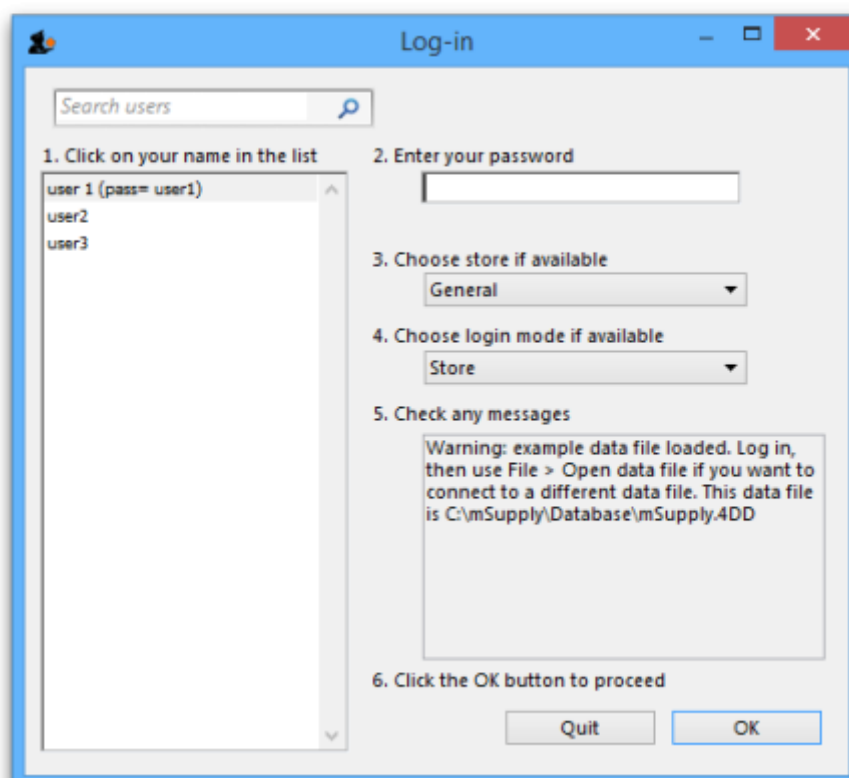 Log-in
Search users
1. Click on your name in the list
user 1 (pass= user1)
user2
user3
2. Enter your password
3. Choose store if available
General
4. Choose login mode if available
Store
5. Check any messages
Warning: example data file loaded. Log in,
then use File > Open data file if you want to
connect to a different data file. This data file
is C:\mSupply\Database\mSupply.4DD
6. Click the OK button to proceed
Quit
OK